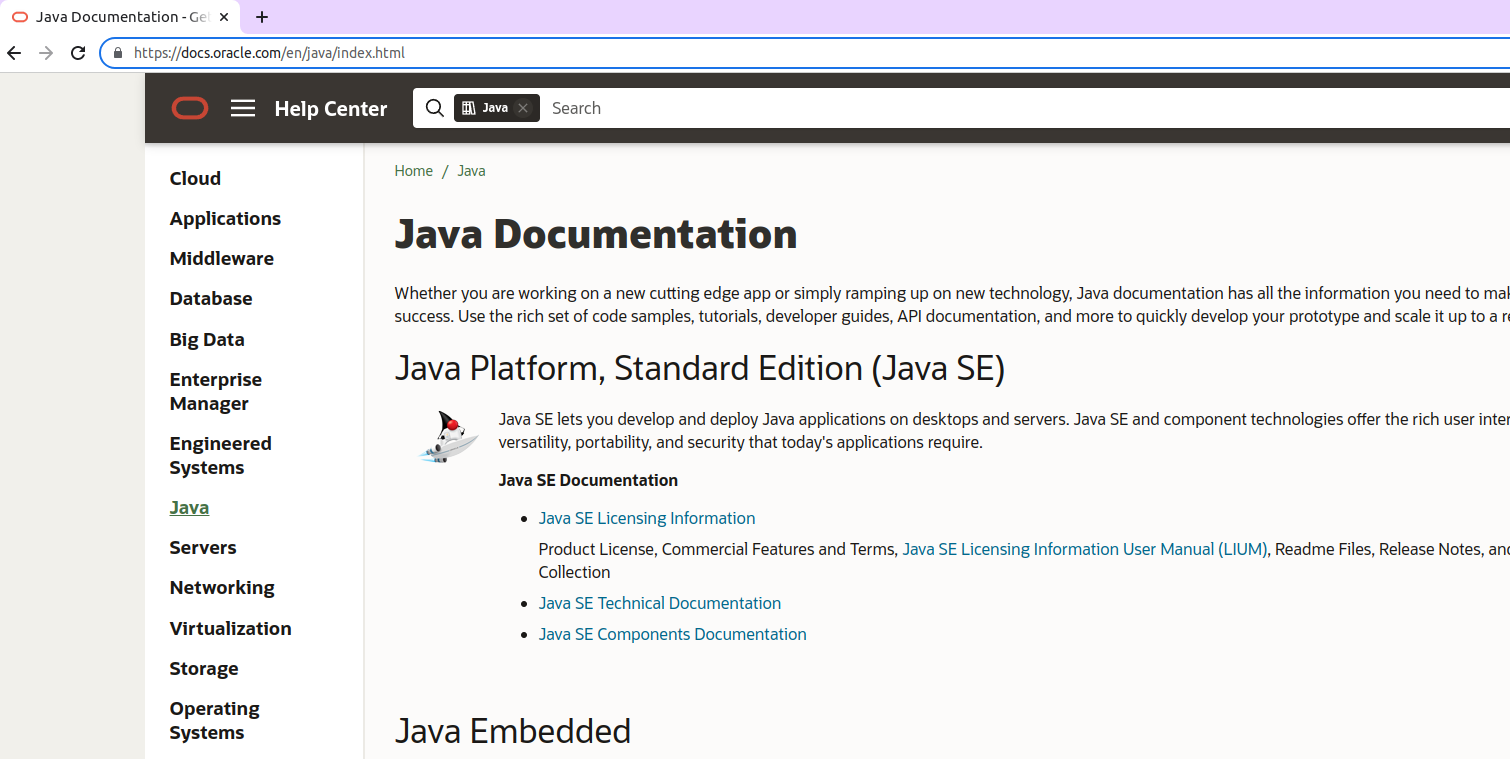 Java Documentation - Ge
https://docs.oracle.com/en/java/index.html
Help Center
Java
Search
Cloud
Applications
Middleware
Database
Big Data
Enterprise
Manager
Engineered
Systems
Java
Servers
Networking
Virtualization
Storage
Operating
Systems
Home / Java
Java Documentation
Whether you are working on a new cutting edge app or simply ramping up on new technology, Java documentation has all the information you need to
success. Use the rich set of code samples, tutorials, developer guides, API documentation, and more to quickly develop your prototype and scale it up to a
Java Platform, Standard Edition (Java SE)
Java SE lets you develop and deploy Java applications on desktops and servers. Java SE and component technologies offer the rich user
versatility, portability, and security that today's applications require.
Java SE Documentation
Java SE Licensing Information
Product License, Commercial Features and Terms, Java SE Licensing Information User Manual (LIUM), Readme Files, Release Notes,
Collection
Java SE Technical Documentation
Java SE Components Documentation
Java Embedded